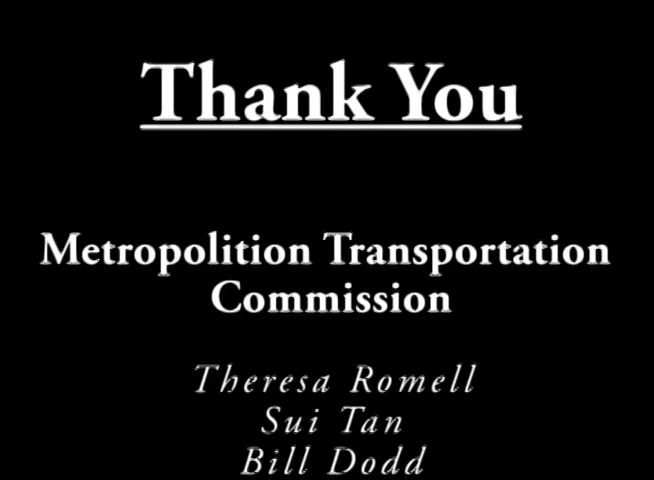 Thank You
Metropolition Transportation
Commission
Theresa Romell
Sui Tan
Bill Dodd